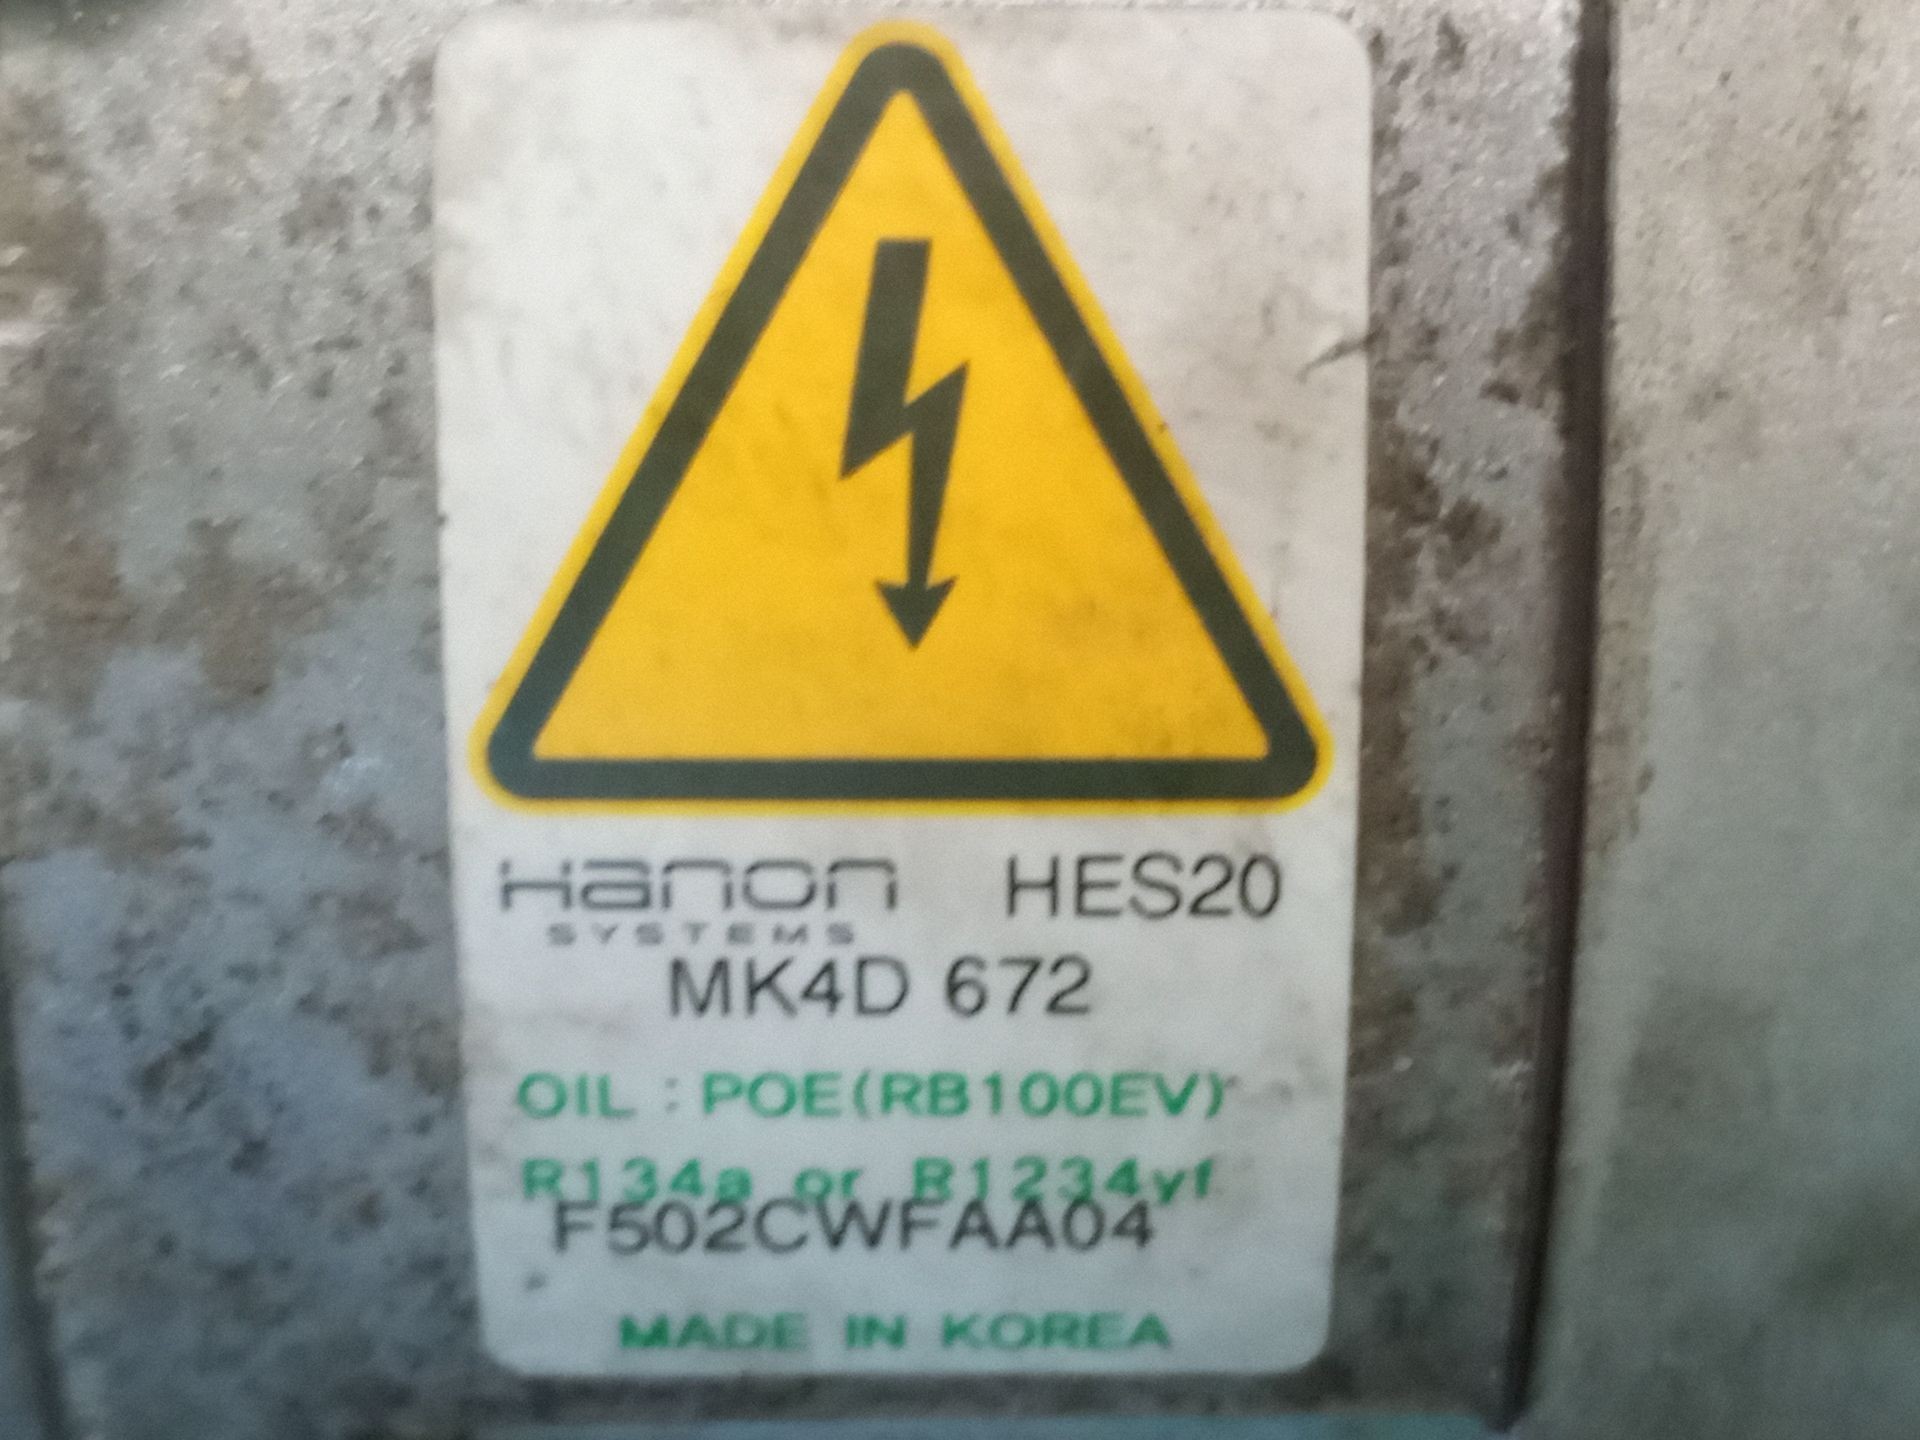 Hanon HES20
SYSTEMS
MK4D 672
OIL : POE(RB100EV)
R134a or R1234yf
F502CWFAA04
MADE IN KOREA